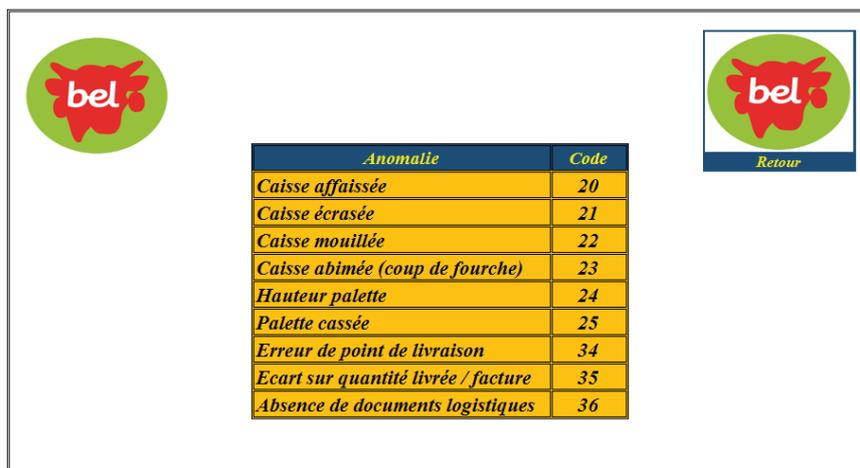 bel
bel
Retour
Anomalie Code
Caisse affaissée 20
Caisse écrasée 21
Caisse mouillée 22
Caisse abimée (coup de fourche) 23
Hauteur palette 24
Palette cassée 25
Erreur de point de livraison 34
Ecart sur quantité livrée / facture 35
Absence de documents logistiques 36